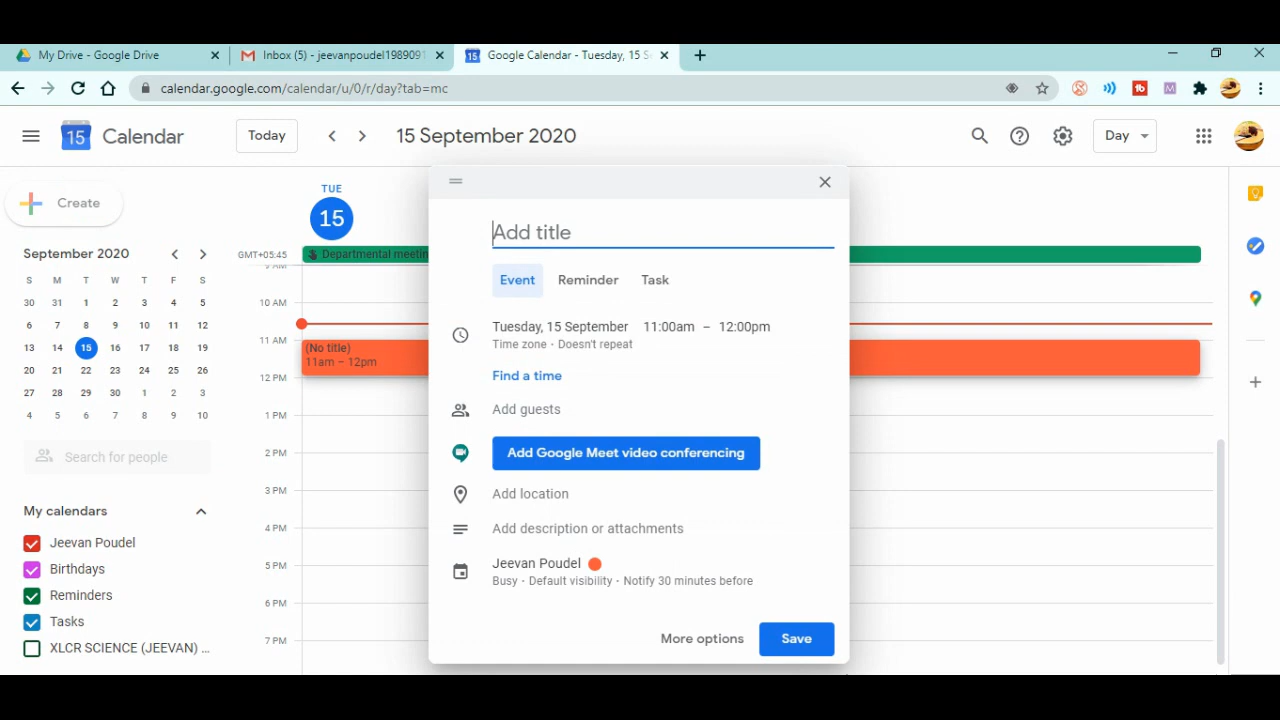 My Drive - Google Drive
Inbox (5) - jeevanpoudel1989091
15 Google Calendar - Tuesday, 15 S
calendar.google.com/calendar/u/0/r/day?tab=mc
15 Calendar
Today
15 September 2020
Day
Create
TUE
15
Add title
September 2020
GMT+05:45
Departmental meetin
S M T W T F S
30 31 1 2 3 4 5
6 7 8 9 10 11 12
13 14 15 16 17 18 19
20 21 22 23 24 25 26
27 28 29 30 1 2 3
4 5 6 7 8 9 10
9 AM
10 AM
11 AM
12 PM
1 PM
2 PM
3 PM
4 PM
5 PM
6 PM
7 PM
(No title)
11am – 12pm
Event Reminder Task
Tuesday, 15 September 11:00am – 12:00pm
Time zone · Doesn't repeat
Find a time
Add guests
Add Google Meet video conferencing
Add location
Add description or attachments
Jeevan Poudel
Busy · Default visibility · Notify 30 minutes before
More options
Save
Search for people
My calendars
Jeevan Poudel
Birthdays
Reminders
Tasks
XLCR SCIENCE (JEEVAN) ...